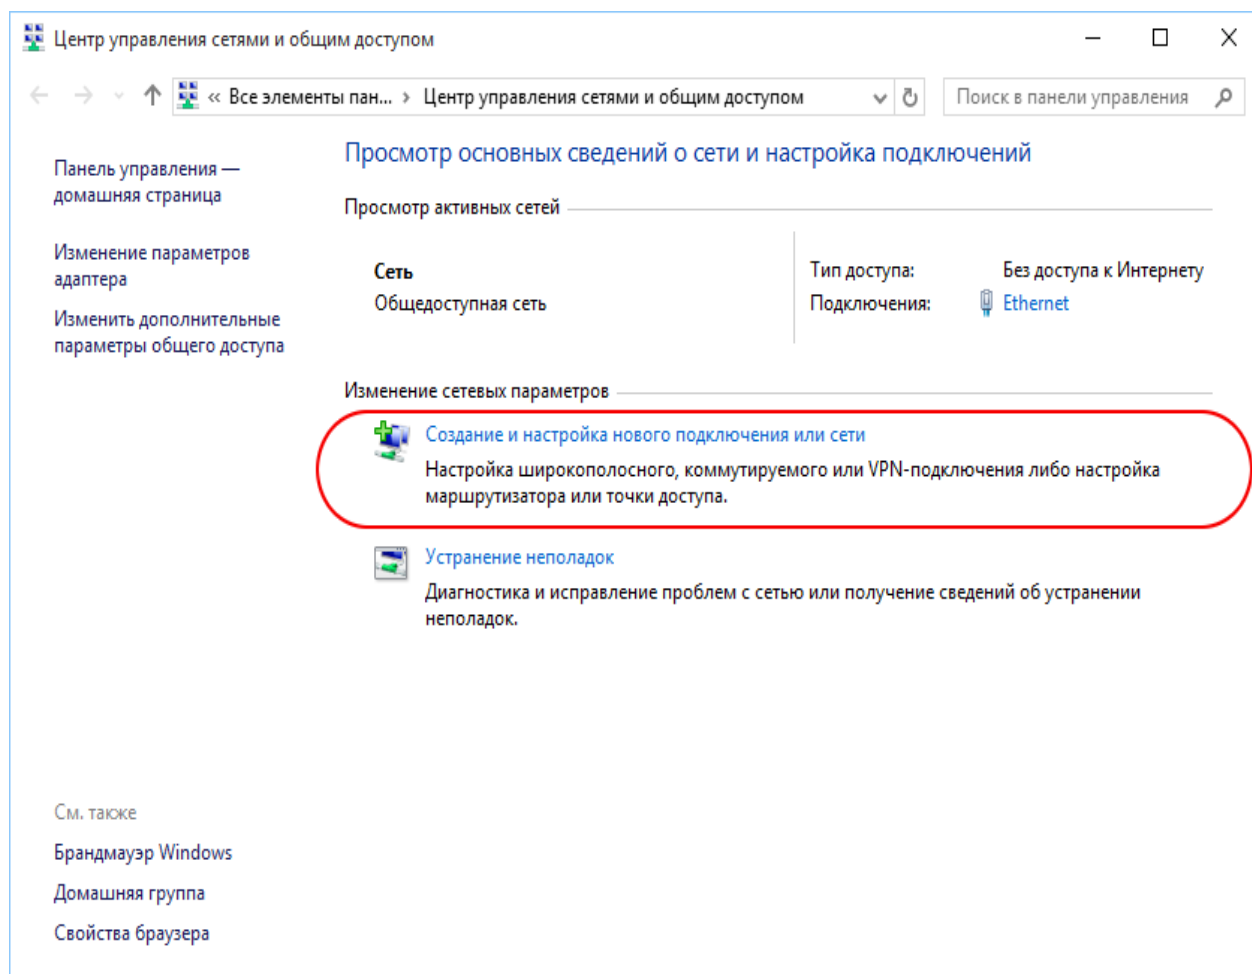 Центр управления сетями и общим доступом
« Все элементы пан... › Центр управления сетями и общим доступом
Поиск в панели управления
Панель управления —
домашняя страница
Изменение параметров
адаптера
Изменить дополнительные
параметры общего доступа
Просмотр основных сведений о сети и настройка подключений
Просмотр активных сетей
Сеть
Общедоступная сеть
Тип доступа: Без доступа к Интернету
Подключения: Ethernet
Изменение сетевых параметров
Создание и настройка нового подключения или сети
Настройка широкополосного, коммутируемого или VPN-подключения либо настройка
маршрутизатора или точки доступа.
Устранение неполадок
Диагностика и исправление проблем с сетью или получение сведений об устранении
неполадок.
См. также
Брандмауэр Windows
Домашняя группа
Свойства браузера